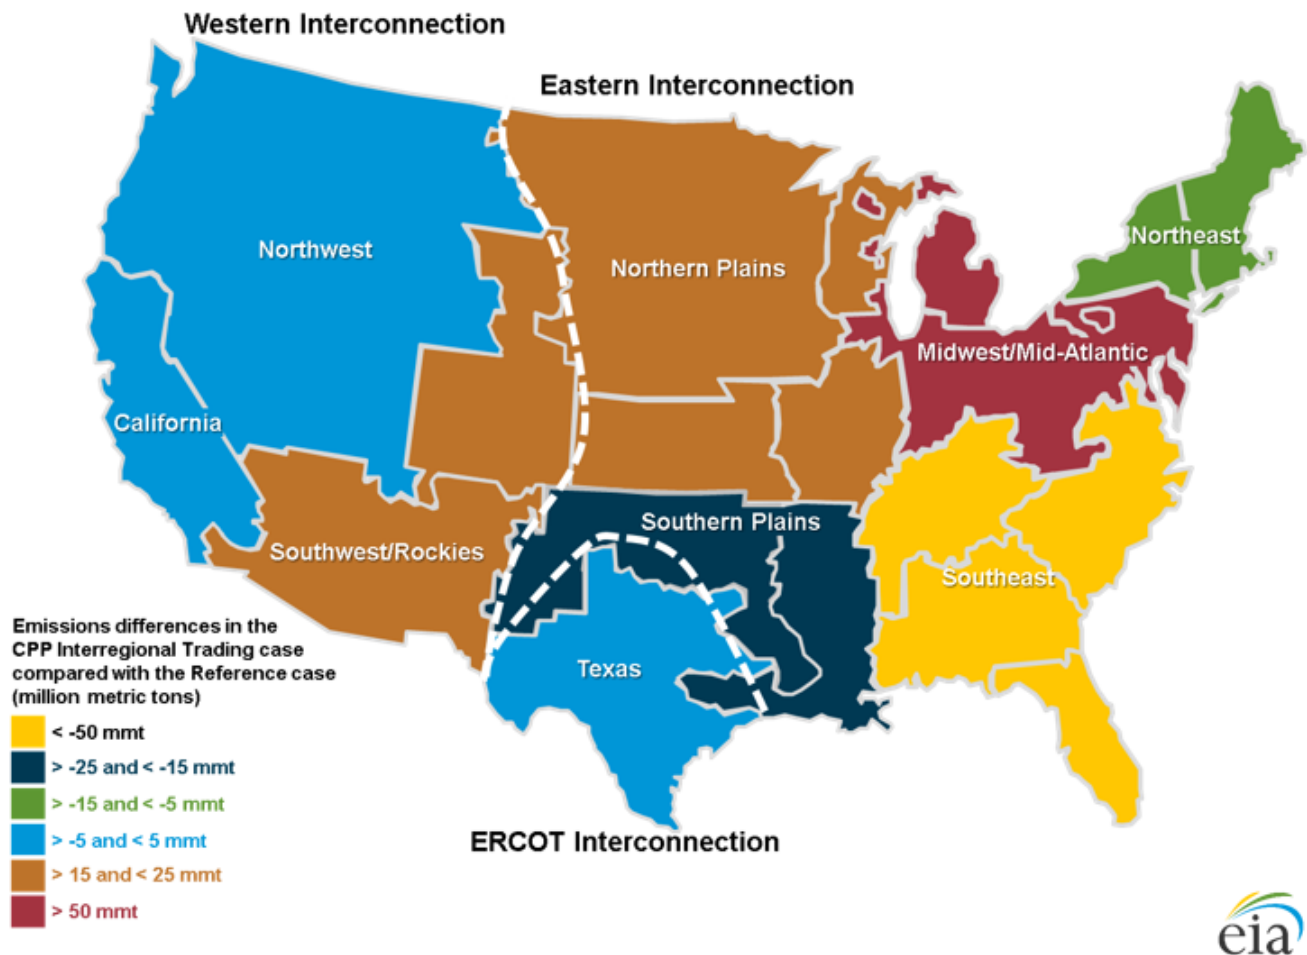 Western Interconnection
Eastern Interconnection
Northeast
Northwest
Northern Plains
Midwest/Mid-Atlantic
California
Southern Plains
Southwest/Rockies
Southeast
Texas
Emissions differences in the
CPP Interregional Trading case
compared with the Reference case
(million metric tons)
< -50 mmt
> -25 and < -15 mmt
> -15 and < -5 mmt
> -5 and < 5 mmt
> 15 and < 25 mmt
> 50 mmt
ERCOT Interconnection
eia